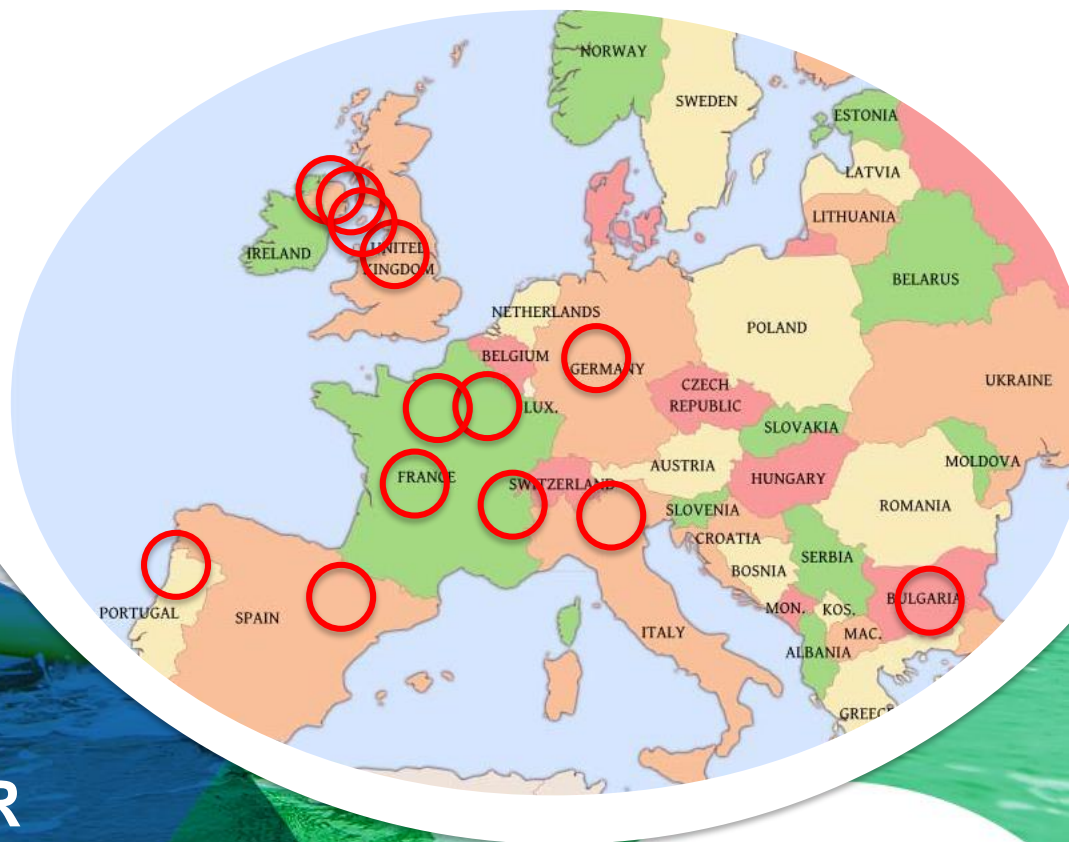 NORWAY
SWEDEN
ESTONIA
LATVIA
LITHUANIA
IRELAND
UNITED
KINGDOM
BELARUS
NETHERLANDS
POLAND
BELGIUM
GERMANY
UKRAINE
CZECH
REPUBLIC
LUX.
SLOVAKIA
MOLDOVA
AUSTRIA
FRANCE
SWITZERLAND
HUNGARY
ROMANIA
SLOVENIA
CROATIA
SERBIA
BOSNIA
BULGARIA
PORTUGAL
SPAIN
MON.
KOS.
ITALY
MAC.
ALBANIA
GREECE
R